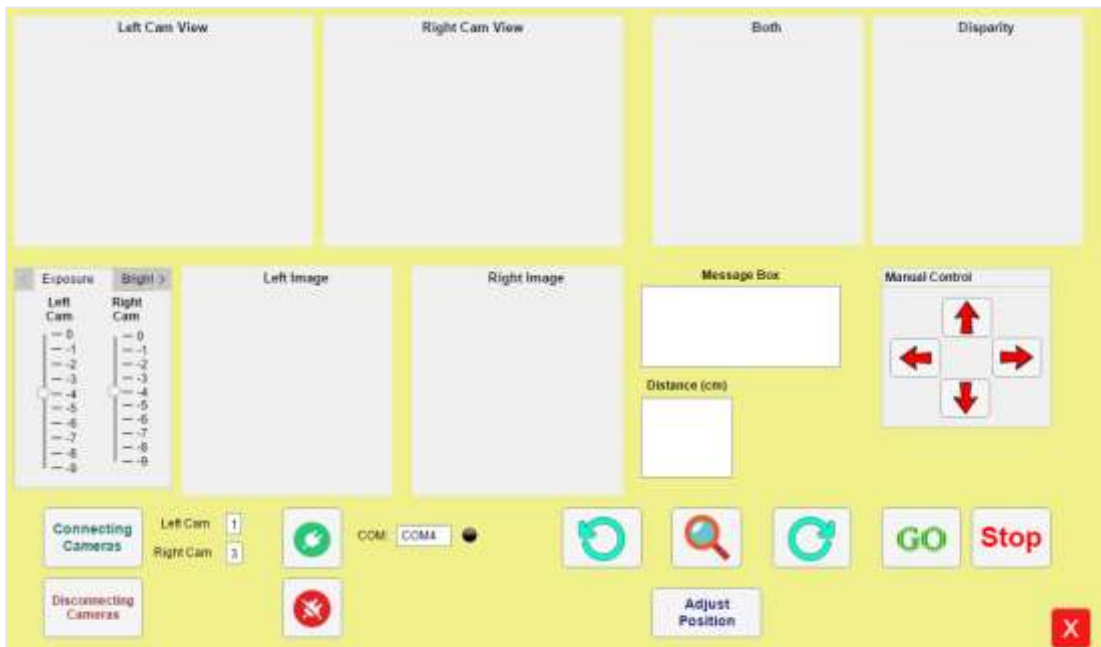 Left Cam View
Right Cam View
Both
Disparity
< Exposure Bright >
Left Cam
Right Cam
0
-1
-2
-3
-4
-5
-6
-7
-8
-9
0
-1
-2
-3
-4
-5
-6
-7
-8
-9
Left Image
Right Image
Message Box
Distance (cm)
Manual Control
Connecting
Cameras
Left Cam 1
Right Cam 3
COM: COM4
GO
Stop
Disconnecting
Cameras
Adjust
Position
X